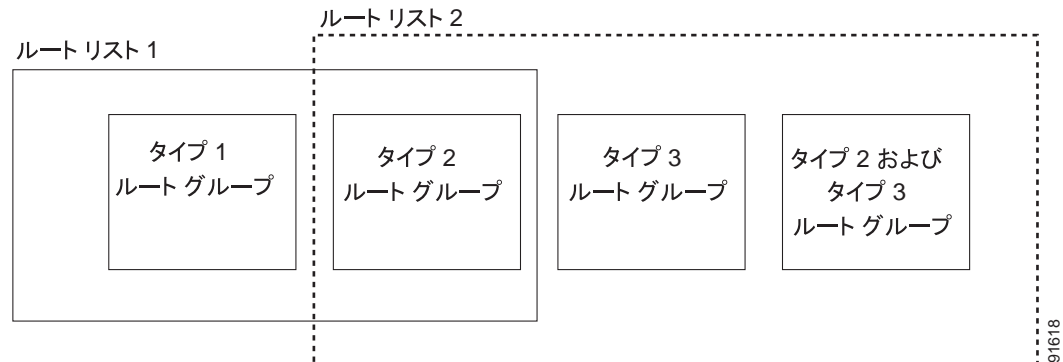 ルート リスト 2
ルート リスト 1
タイプ 1
ルート グループ
タイプ 2
ルート グループ
タイプ 3
ルート グループ
タイプ 2 および
タイプ 3
ルート グループ
91618